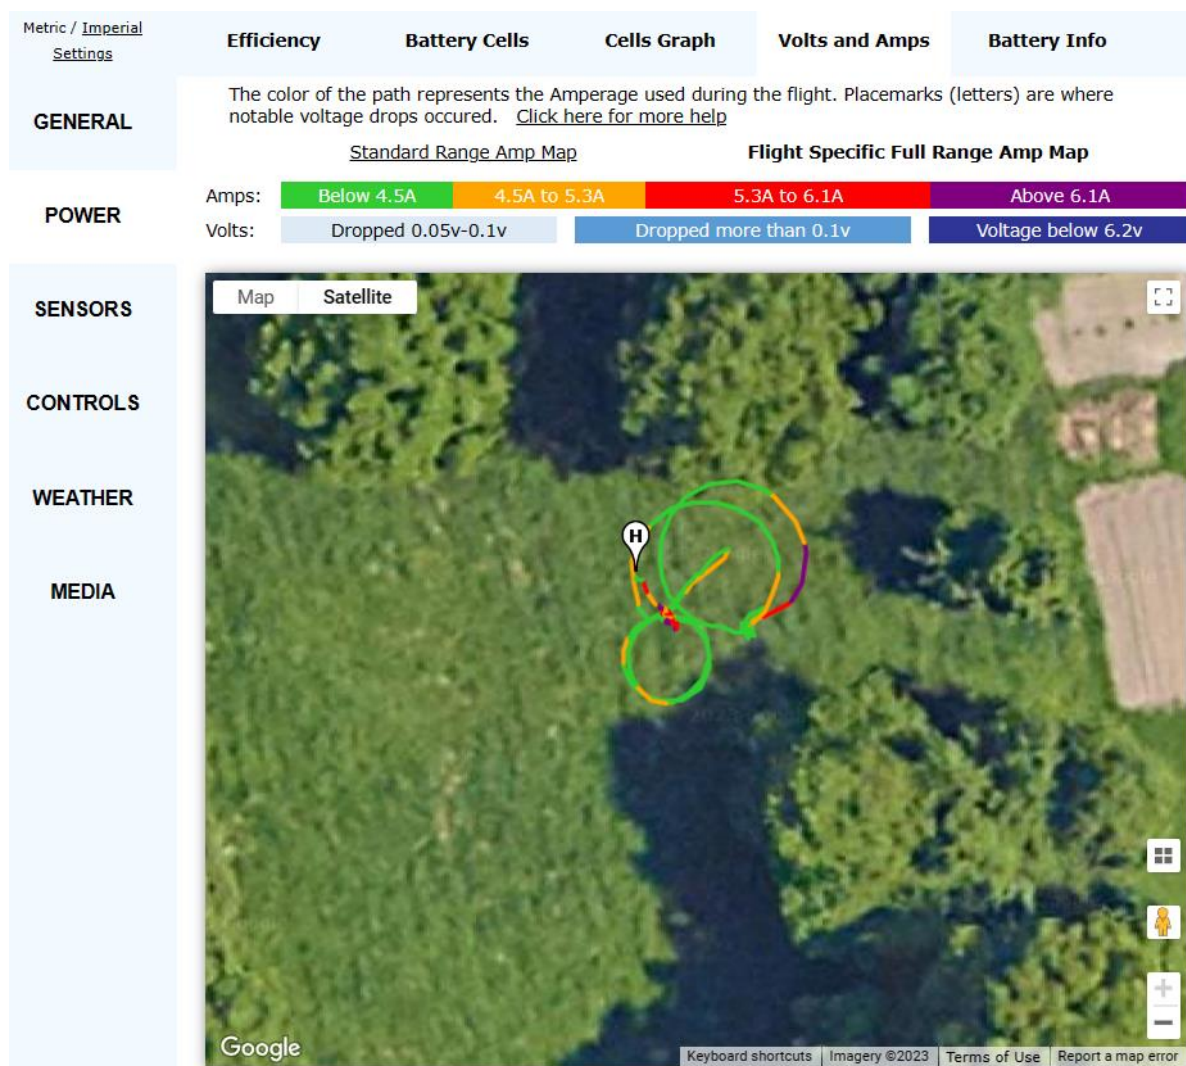 Metric / Imperial
Settings
Efficiency
Battery Cells
Cells Graph
Volts and Amps
Battery Info
GENERAL
POWER
SENSORS
CONTROLS
WEATHER
MEDIA
The color of the path represents the Amperage used during the flight. Placemarks (letters) are where
notable voltage drops occured. Click here for more help
Standard Range Amp Map
Flight Specific Full Range Amp Map
Amps: Below 4.5A 4.5A to 5.3A 5.3A to 6.1A Above 6.1A
Volts: Dropped 0.05v-0.1v Dropped more than 0.1v Voltage below 6.2v
Map Satellite
H
Google
Keyboard shortcuts Imagery ©2023 Terms of Use Report a map error